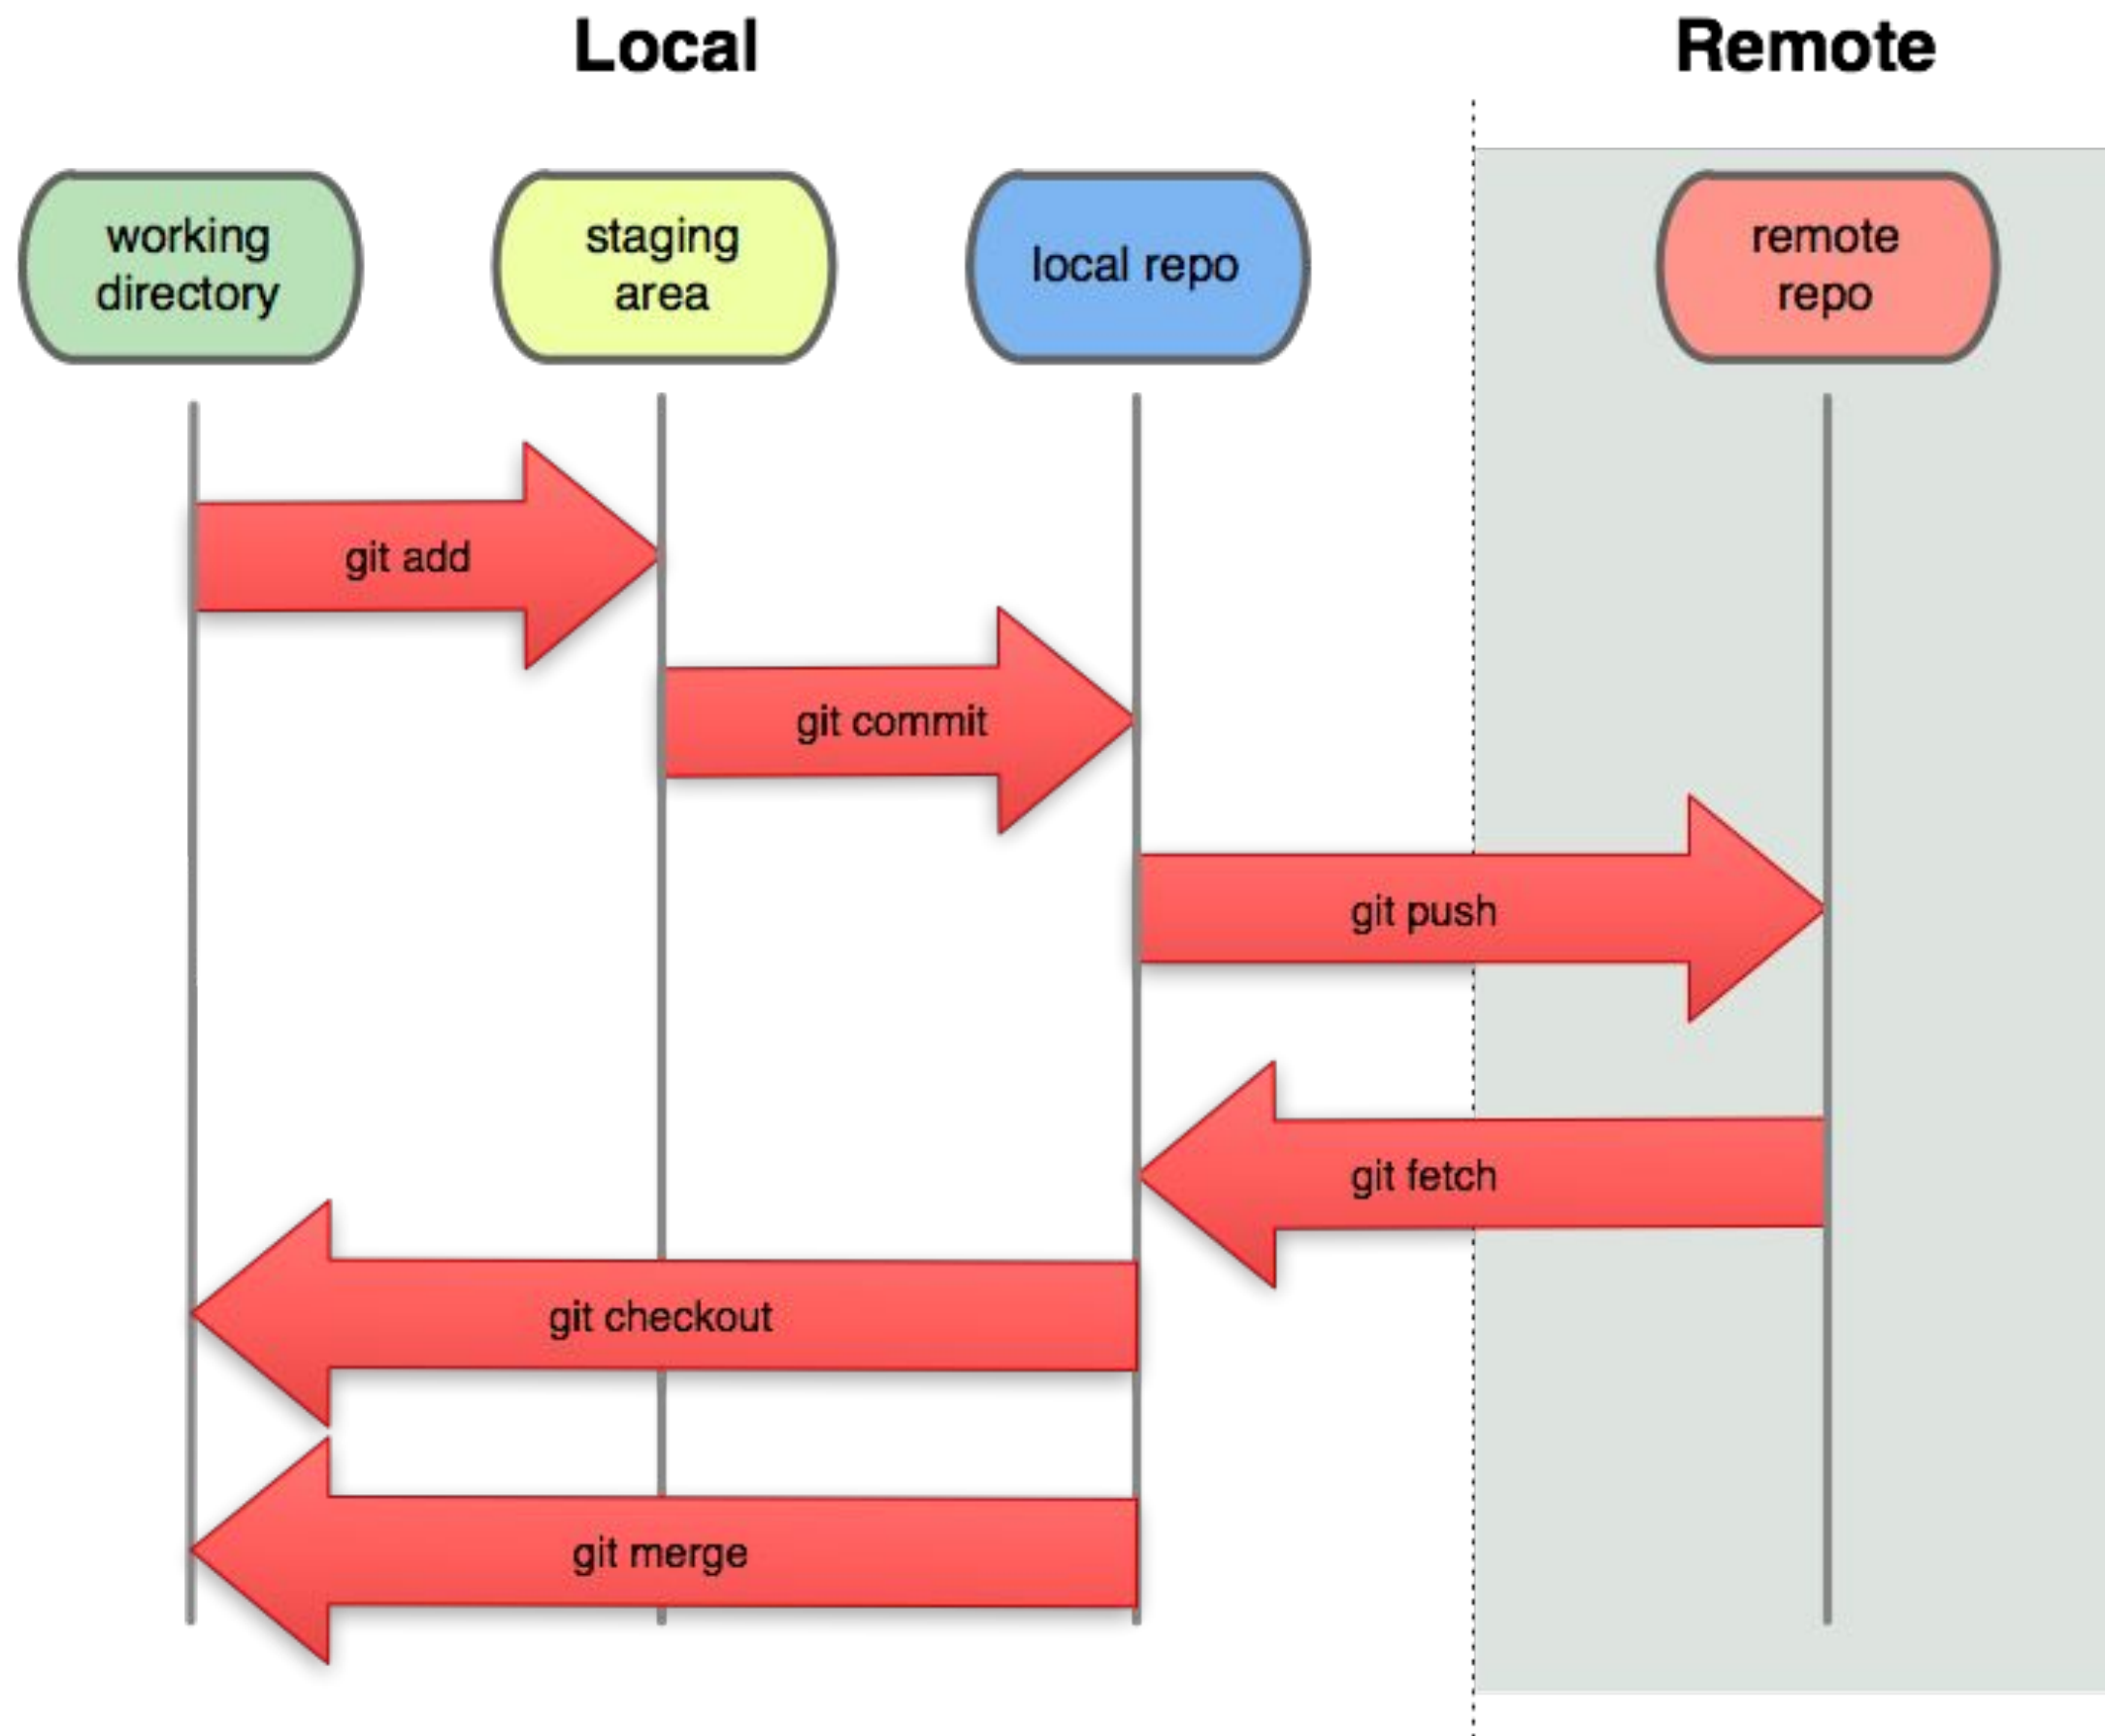 Local
Remote
working
directory
staging
area
local repo
remote
repo
git add
git commit
git push
git fetch
git checkout
git merge